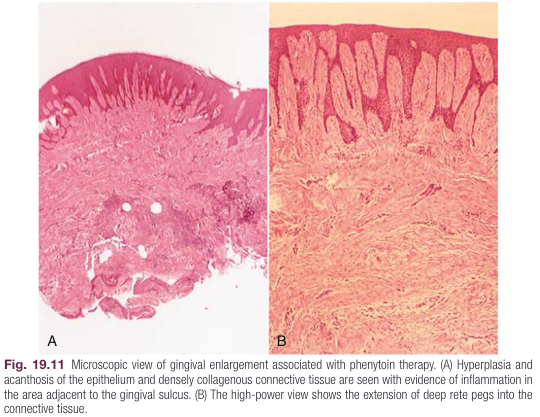 A
B
Fig. 19.11 Microscopic view of gingival enlargement associated with phenytoin therapy. (A) Hyperplasia and
acanthosis of the epithelium and densely collagenous connective tissue are seen with evidence of inflammation in
the area adjacent to the gingival sulcus. (B) The high-power view shows the extension of deep rete pegs into the
connective tissue.